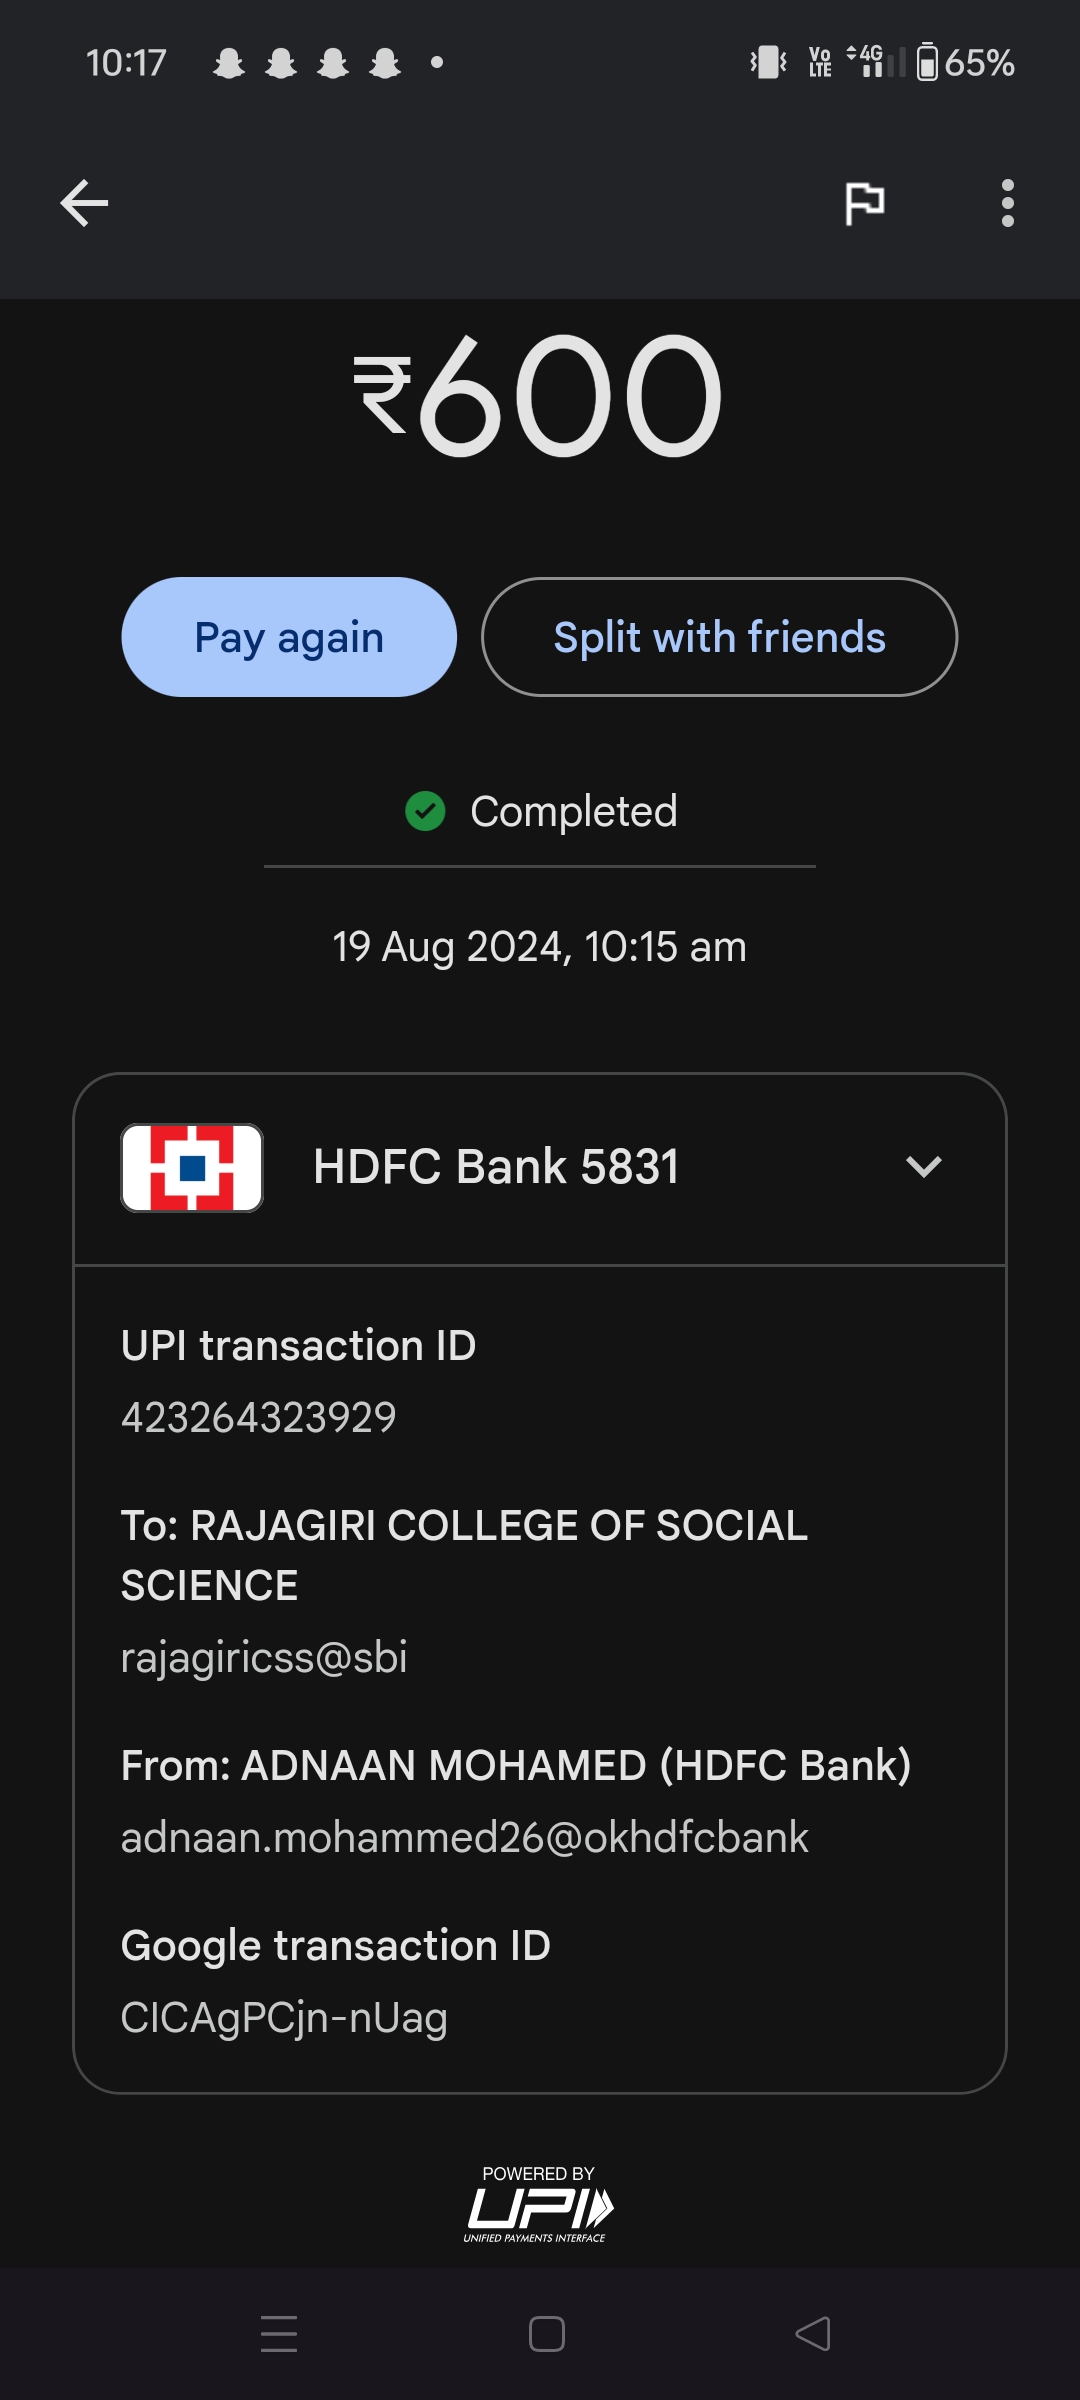 10:17
Vo LTE 4G 65%
₹600
Pay again
Split with friends
Completed
19 Aug 2024, 10:15 am
HDFC Bank 5831
UPI transaction ID
423264323929
To: RAJAGIRI COLLEGE OF SOCIAL
SCIENCE
rajagiricss@sbi
From: ADNAAN MOHAMED (HDFC Bank)
adnaan.mohammed26@okhdfcbank
Google transaction ID
CICAgPCjn-nUag
POWERED BY
UPI
UNIFIED PAYMENTS INTERFACE